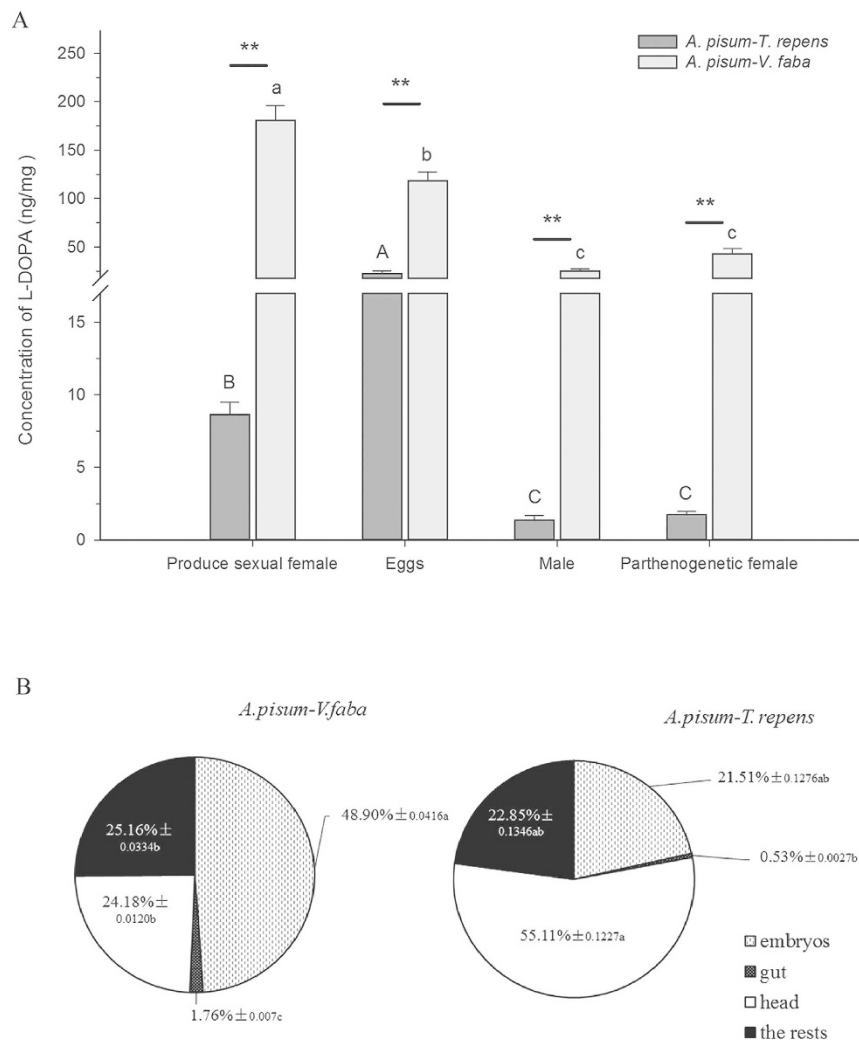 A
Concentration of L-DOPA (ng/mg )
250
200
150
100
50
15
10
5
0
A. pisum-T. repens
A. pisum-V. faba
**
a
B
**
b
A
**
c
C
**
c
C
Produce sexual female
Eggs
Male
Parthenogenetic female
B
A.pisum-V.faba
A.pisum-T. repens
25.16%±
0.0334b
48.90%±0.0416a
24.18%±
0.0120b
1.76%±0.007c
21.51%±0.1276ab
22.85%±
0.1346ab
0.53%±0.0027b
55.11%±0.1227a
embryos
gut
head
the rests